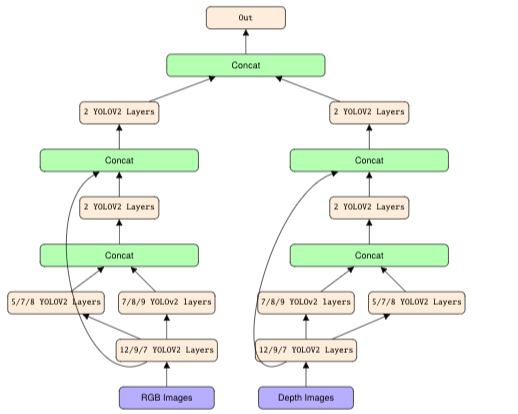 Out
Concat
2 YOLOV2 Layers
2 YOLOV2 Layers
Concat
Concat
2 YOLOV2 Layers
2 YOLOV2 Layers
Concat
Concat
5/7/8 YOLOV2 Layers
7/8/9 YOLOv2 layers
7/8/9 YOLOv2 layers
5/7/8 YOLOV2 Layers
12/9/7 YOLOV2 Layers
12/9/7 YOLOV2 Layers
RGB Images
Depth Images